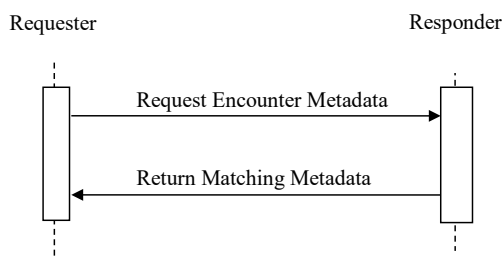 Requester
Responder
Request Encounter Metadata
Return Matching Metadata